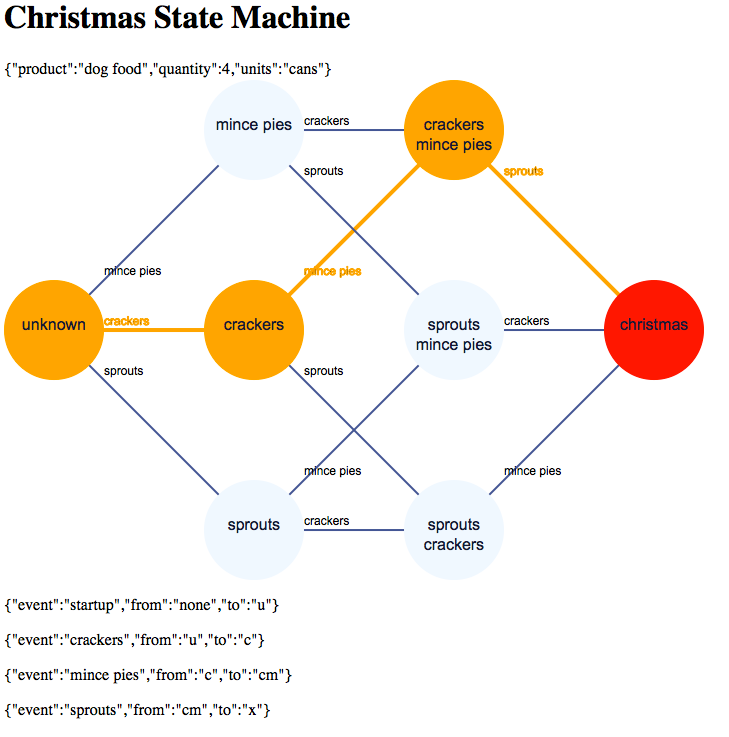 Christmas State Machine
{"product":"dog food","quantity":4,"units":"cans"}
mince pies
crackers
crackers
mince pies
sprouts
sprouts
mince pies
mince pies
unknown
crackers
crackers
sprouts
mince pies
crackers
christmas
sprouts
sprouts
mince pies
mince pies
sprouts
crackers
sprouts
crackers
{"event":"startup","from":"none","to":"u"}
{"event":"crackers","from":"u","to":"c"}
{"event":"mince pies","from":"c","to":"cm"}
{"event":"sprouts","from":"cm","to":"x"}